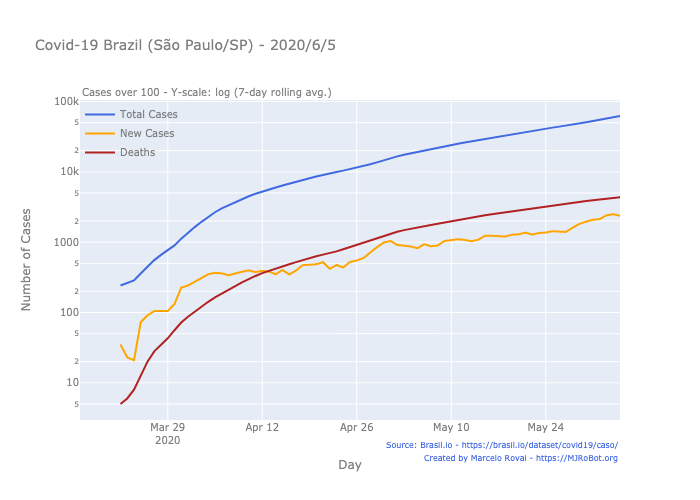 Covid-19 Brazil (São Paulo/SP) - 2020/6/5
Cases over 100 - Y-scale: log (7-day rolling avg.)
100k
Total Cases
5
New Cases
2
Deaths
10k
5
2
1000
5
2
100
5
2
10
5
Number of Cases
Mar 29
2020
Apr 12
Apr 26
May 10
May 24
Day
Source: Brasil.io - https://brasil.io/dataset/covid19/caso/
Created by Marcelo Rovai - https://MJRoBot.org